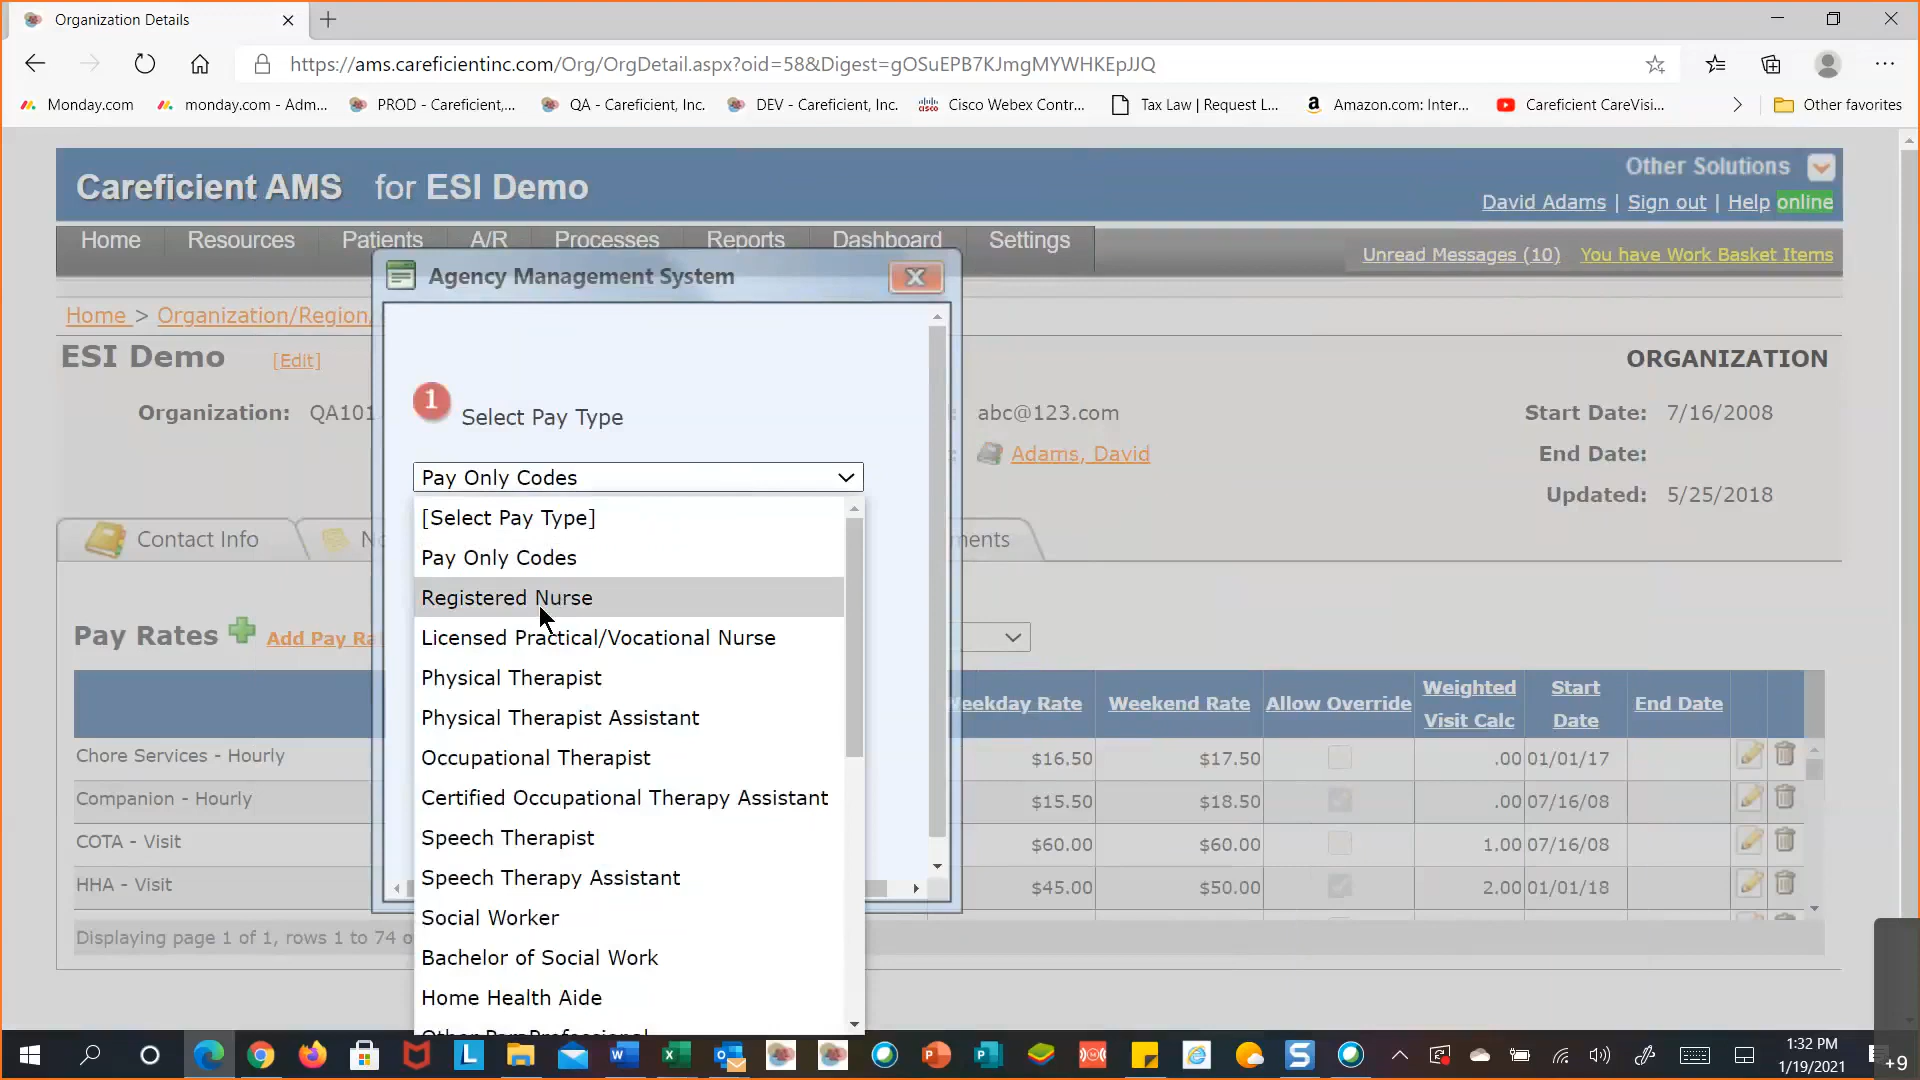 Organization Details
https://ams.careficientinc.com/Org/OrgDetail.aspx?oid=58&Digest=gOSuEPB7KJmgMYWHKEpJJQ
Monday.com
monday.com - Adm...
PROD - Careficient,...
QA - Careficient, Inc.
DEV - Careficient, Inc.
Cisco Webex Contr...
Tax Law | Request L...
Amazon.com: Inter...
Careficient CareVisi...
Other favorites
Careficient AMS for ESI Demo
Other Solutions
David Adams | Sign out | Help online
Home Resources Patients A/R Processes Reports Dashboard Settings
Unread Messages (10) You have Work Basket Items
Agency Management System
Home > Organization/Region
ESI Demo [Edit]
ORGANIZATION
Organization: QA101
abc@123.com
Adams, David
Start Date: 7/16/2008
End Date:
Updated: 5/25/2018
1 Select Pay Type
Pay Only Codes
[Select Pay Type]
Pay Only Codes
Registered Nurse
Licensed Practical/Vocational Nurse
Physical Therapist
Physical Therapist Assistant
Occupational Therapist
Certified Occupational Therapy Assistant
Speech Therapist
Speech Therapy Assistant
Social Worker
Bachelor of Social Work
Home Health Aide
Contact Info
Pay Rates Add Pay Ra
Weekday Rate Weekend Rate Allow Override Weighted Visit Calc Start Date End Date
Chore Services - Hourly $16.50 $17.50 .00 01/01/17
Companion - Hourly $15.50 $18.50 .00 07/16/08
COTA - Visit $60.00 $60.00 1.00 07/16/08
HHA - Visit $45.00 $50.00 2.00 01/01/18
Displaying page 1 of 1, rows 1 to 74 o
1:32 PM
1/19/2021
+9